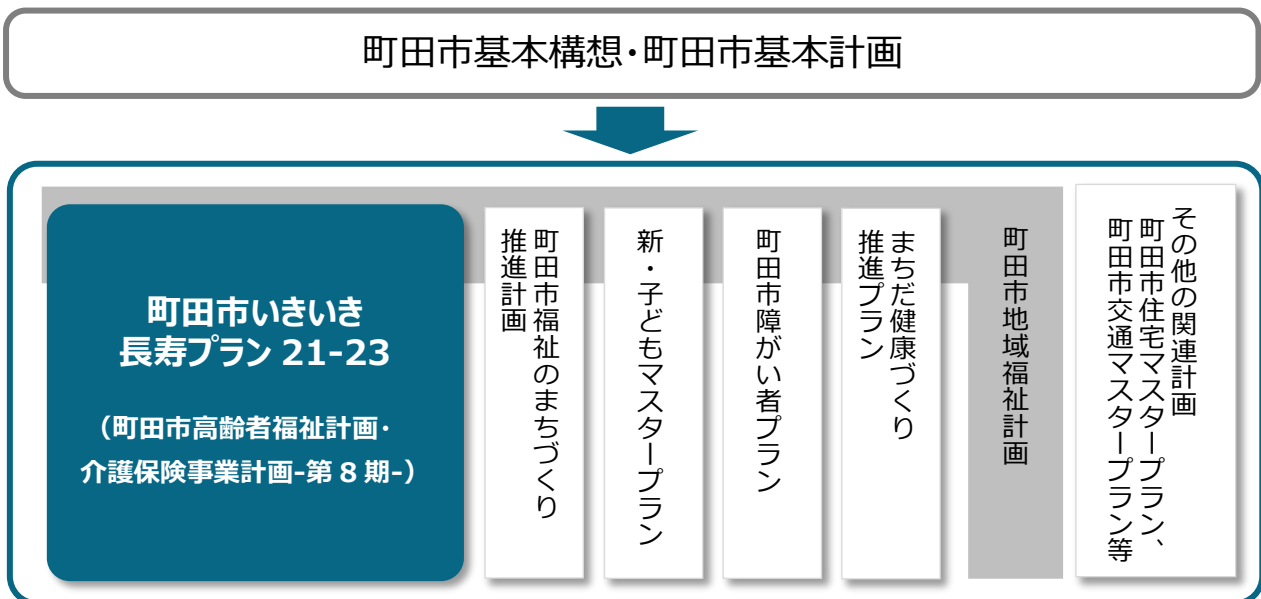 町田市基本構想・町田市基本計画
町田市いきいき
長寿プラン 21-23
（町田市高齢者福祉計画・
介護保険事業計画-第 8 期-）
町田市福祉のまちづくり
推進計画
新・子どもマスタープラン
町田市障がい者プラン
まちだ健康づくり
推進プラン
町田市地域福祉計画
その他の関連計画
町田市住宅マスタープラン、
町田市交通マスタープラン等